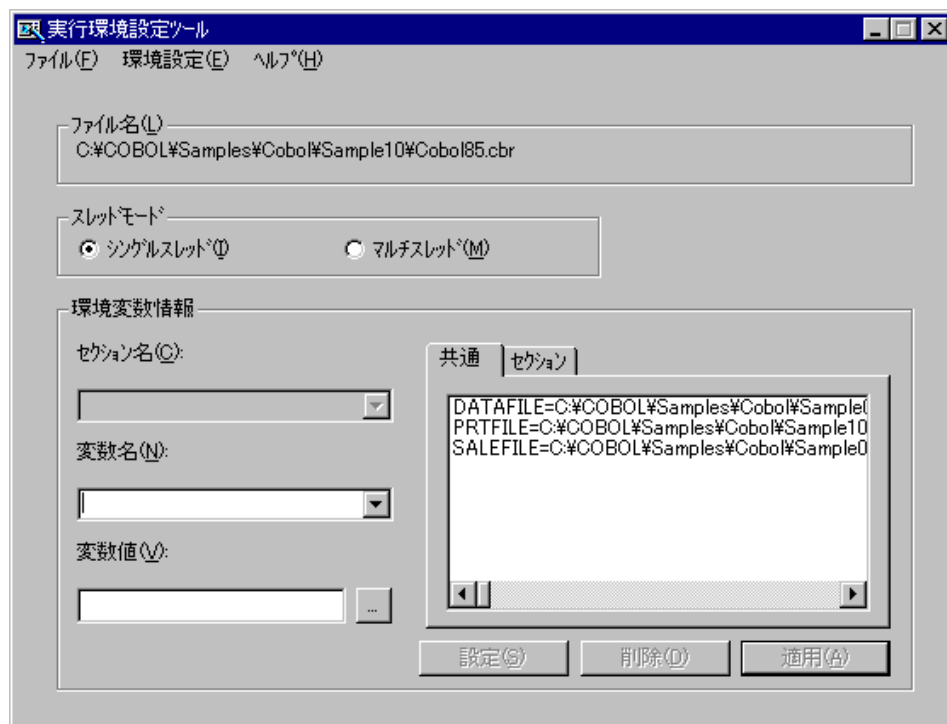 実行環境設定ツール
ファイル(F) 環境設定(E) ヘルプ(H)
ファイル名(L)
C:¥COBOL¥Samples¥Cobol¥Sample10¥Cobol85.cbr
スレッドモード
シングルスレッド(I) マルチスレッド(M)
環境変数情報
セクション名(C):
共通 セクション
DATAFILE=C:¥COBOL¥Samples¥Cobol¥Sample0
PRTFILE=C:¥COBOL¥Samples¥Cobol¥Sample10
SALEFILE=C:¥COBOL¥Samples¥Cobol¥Sample0
変数名(N):
変数値(V):
...
設定(S) 削除(D) 適用(A)